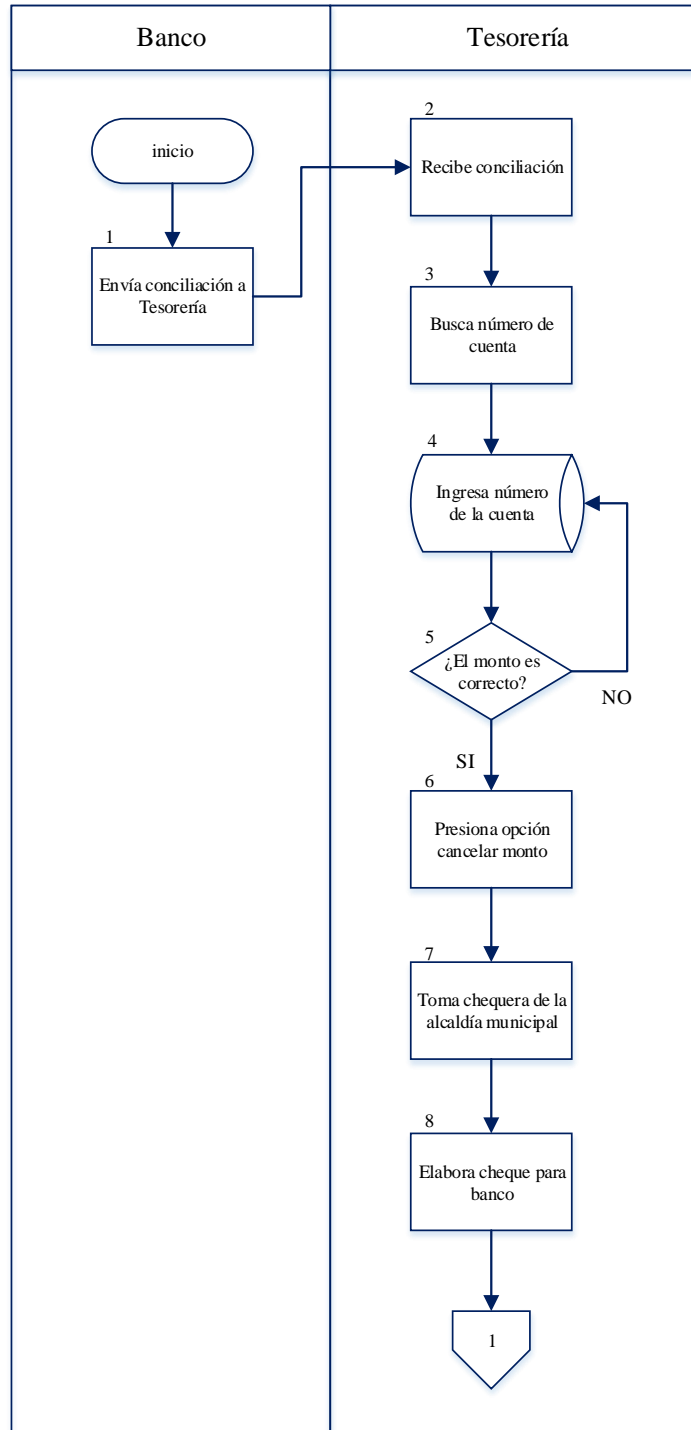 Banco
Tesorería
inicio
1
Envía conciliación a
Tesorería
2
Recibe conciliación
3
Busca número de
cuenta
4
Ingresa número
de la cuenta
5
¿El monto es
correcto?
NO
SI
6
Presiona opción
cancelar monto
7
Toma chequera de la
alcaldía municipal
8
Elabora cheque para
banco
1